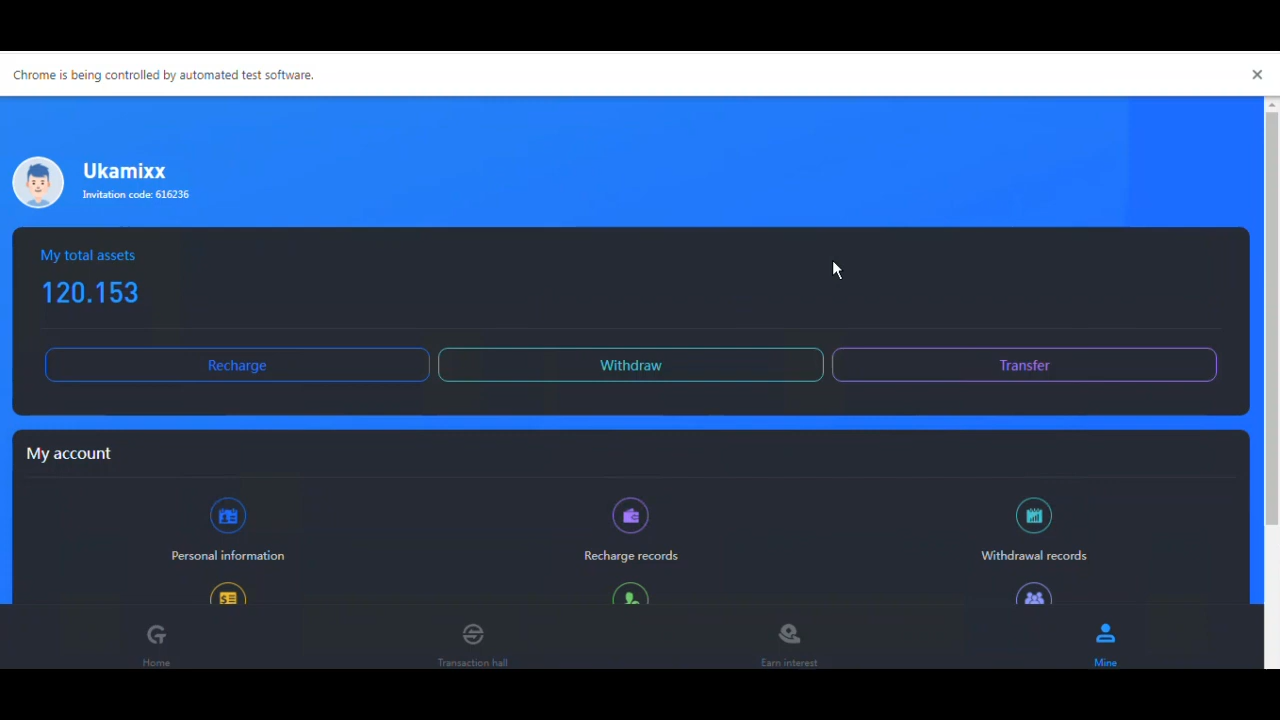 Chrome is being controlled by automated test software.
Ukamixx
Invitation code: 616236
My total assets
120.153
Recharge
Withdraw
Transfer
My account
Personal information
Recharge records
Withdrawal records
Home
Transaction hall
Earn interest
Mine